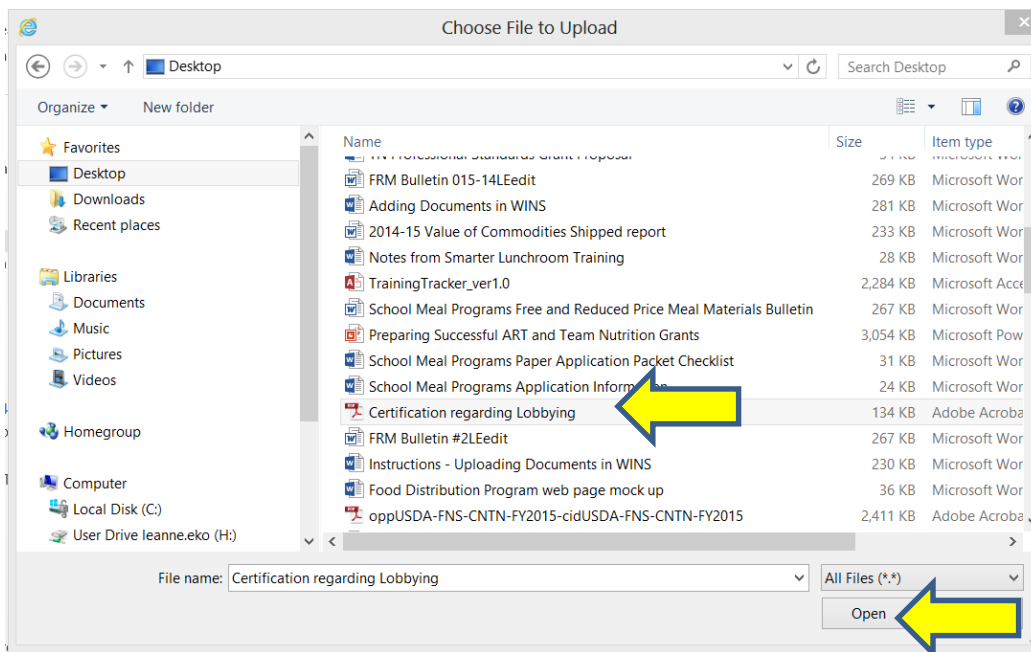 Choose File to Upload
Desktop
Search Desktop
Organize
New folder
Favorites
Desktop
Downloads
Recent places
Libraries
Documents
Music
Pictures
Videos
Homegroup
Computer
Local Disk (C:)
User Drive leanne.eko (H:)
Name Size Item type
TN Professional Standards Grant Proposal
FRM Bulletin 015-14LEedit 269 KB Microsoft Wor
Adding Documents in WINS 281 KB Microsoft Wor
2014-15 Value of Commodities Shipped report 233 KB Microsoft Wor
Notes from Smarter Lunchroom Training 28 KB Microsoft Wor
TrainingTracker_ver1.0 2,284 KB Microsoft Acce
School Meal Programs Free and Reduced Price Meal Materials Bulletin 267 KB Microsoft Wor
Preparing Successful ART and Team Nutrition Grants 3,054 KB Microsoft Pow
School Meal Programs Paper Application Packet Checklist 31 KB Microsoft Wor
School Meal Programs Application Information 24 KB Microsoft Wor
Certification regarding Lobbying 134 KB Adobe Acroba
FRM Bulletin #2LEedit 267 KB Microsoft Wor
Instructions - Uploading Documents in WINS 230 KB Microsoft Wor
Food Distribution Program web page mock up 36 KB Microsoft Wor
oppUSDA-FNS-CNTN-FY2015-cidUSDA-FNS-CNTN-FY2015 2,411 KB Adobe Acroba
File name: Certification regarding Lobbying
All Files (*.*)
Open